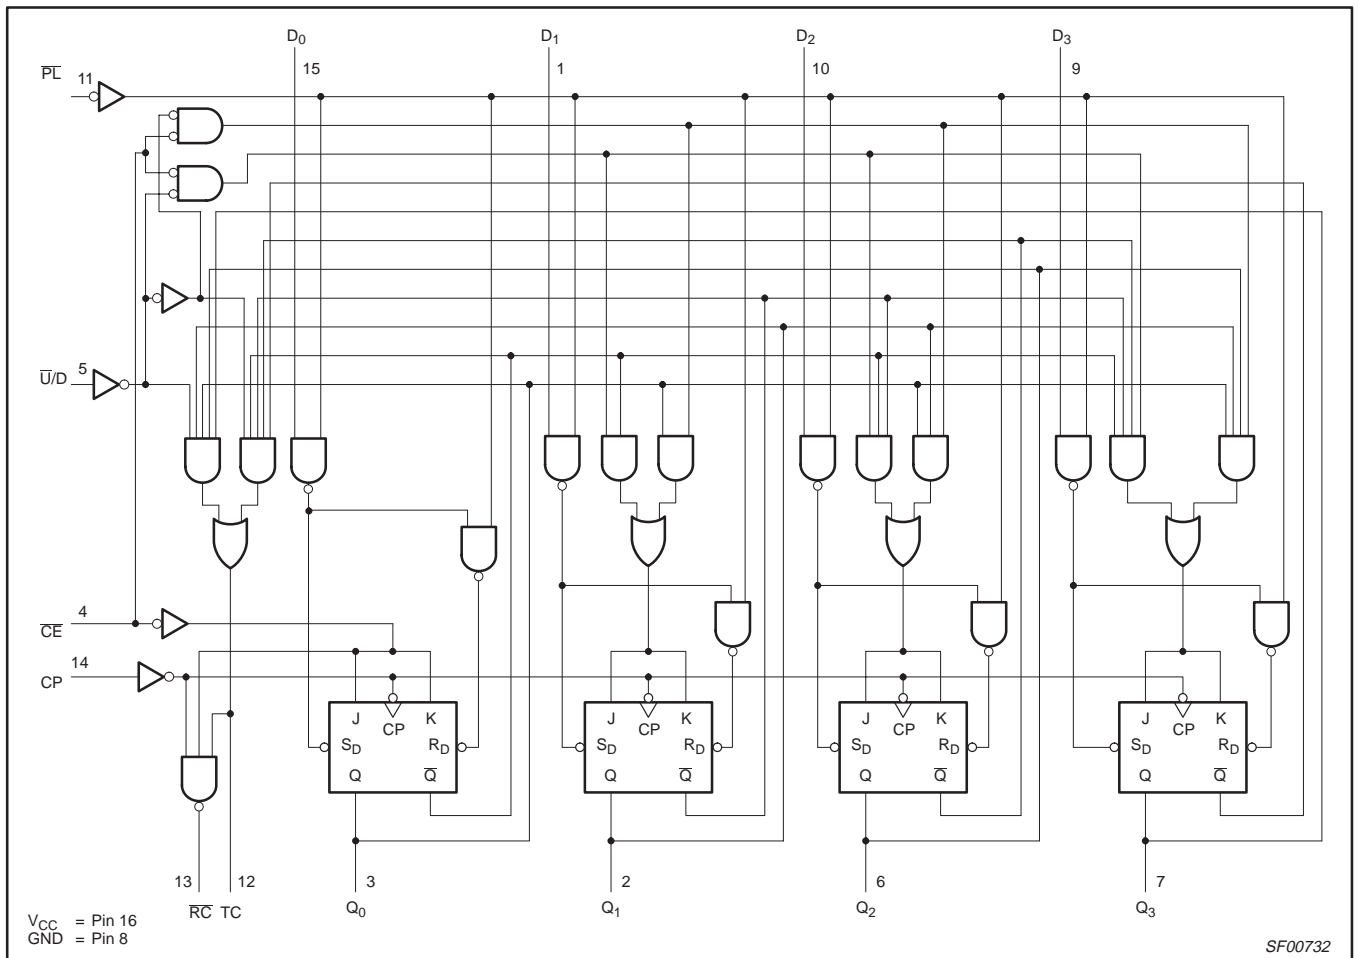 D0 D1 D2 D3
PL 11 15 1 10 9
U/D 5
CE 4
CP 14
J K J K J K J K
CP CP CP CP
SD RD SD RD SD RD SD RD
Q Q Q Q Q Q Q Q
13 12 3 2 6 7
RC TC Q0 Q1 Q2 Q3
VCC = Pin 16
GND = Pin 8
SF00732